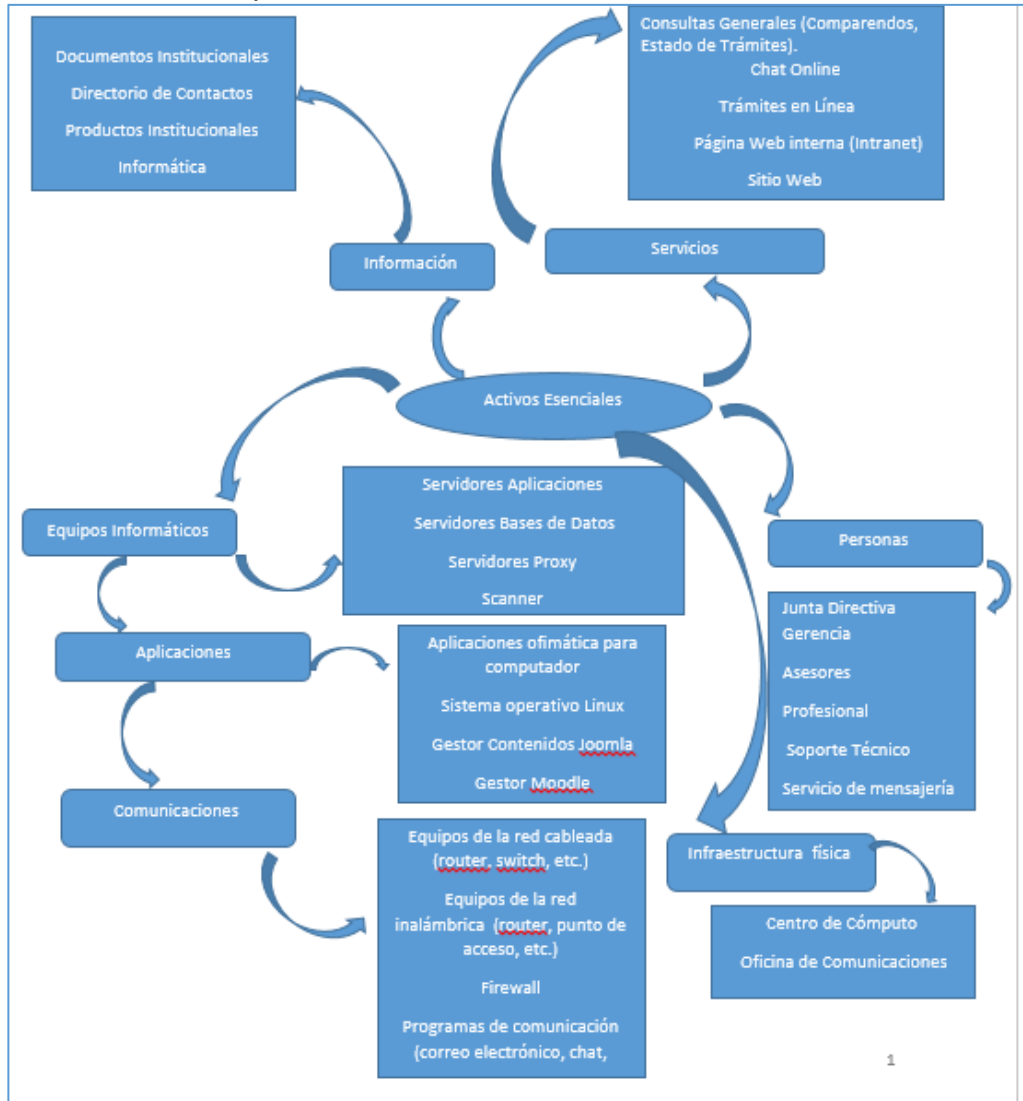 Documentos Institucionales
Directorio de Contactos
Productos Institucionales
Informática
Consultas Generales (Comparendos,
Estado de Trámites).
Chat Online
Trámites en Línea
Página Web interna (Intranet)
Sitio Web
Información
Servicios
Activos Esenciales
Equipos Informáticos
Servidores Aplicaciones
Servidores Bases de Datos
Servidores Proxy
Scanner
Personas
Junta Directiva
Gerencia
Asesores
Profesional
Soporte Técnico
Servicio de mensajería
Aplicaciones
Aplicaciones ofimática para
computador
Sistema operativo Linux
Gestor Contenidos Joomla
Gestor Moodle
Comunicaciones
Equipos de la red cableada
(router, switch, etc.)
Equipos de la red
inalámbrica (router, punto de
acceso, etc.)
Firewall
Programas de comunicación
(correo electrónico, chat,
Infraestructura física
Centro de Cómputo
Oficina de Comunicaciones
1